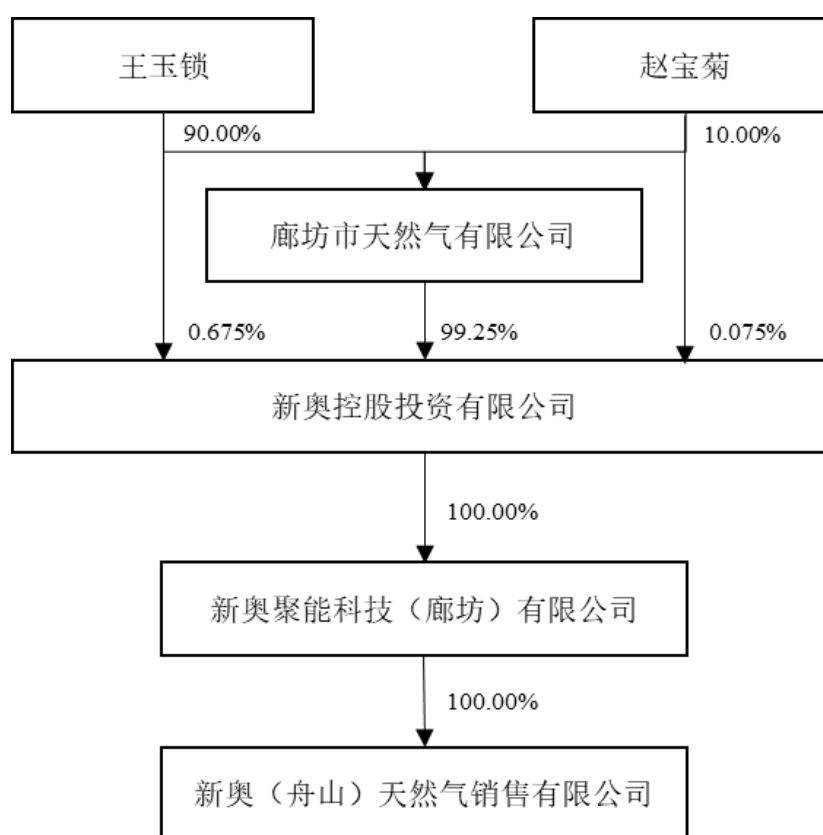 王玉锁
赵宝菊
90.00%
10.00%
廊坊市天然气有限公司
0.675%
99.25%
0.075%
新奥控股投资有限公司
100.00%
新奥聚能科技（廊坊）有限公司
100.00%
新奥（舟山）天然气销售有限公司